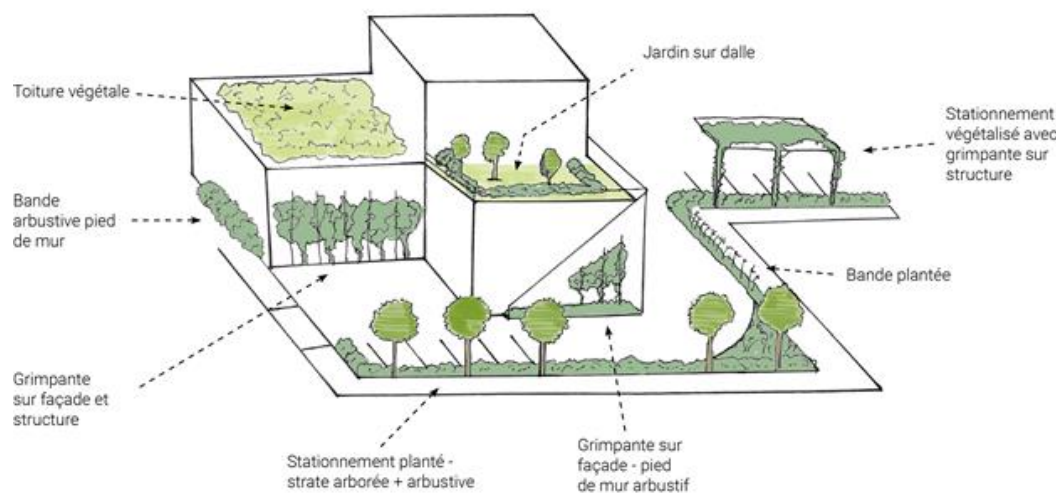 Jardin sur dalle
Toiture végétale
Stationnement
végétalisé avec
grimpante sur
structure
Bande
arbustive pied
de mur
Bande plantée
Grimpante
sur façade et
structure
Stationnement planté -
strate arborée + arbustive
Grimpante sur
façade - pied
de mur arbustif